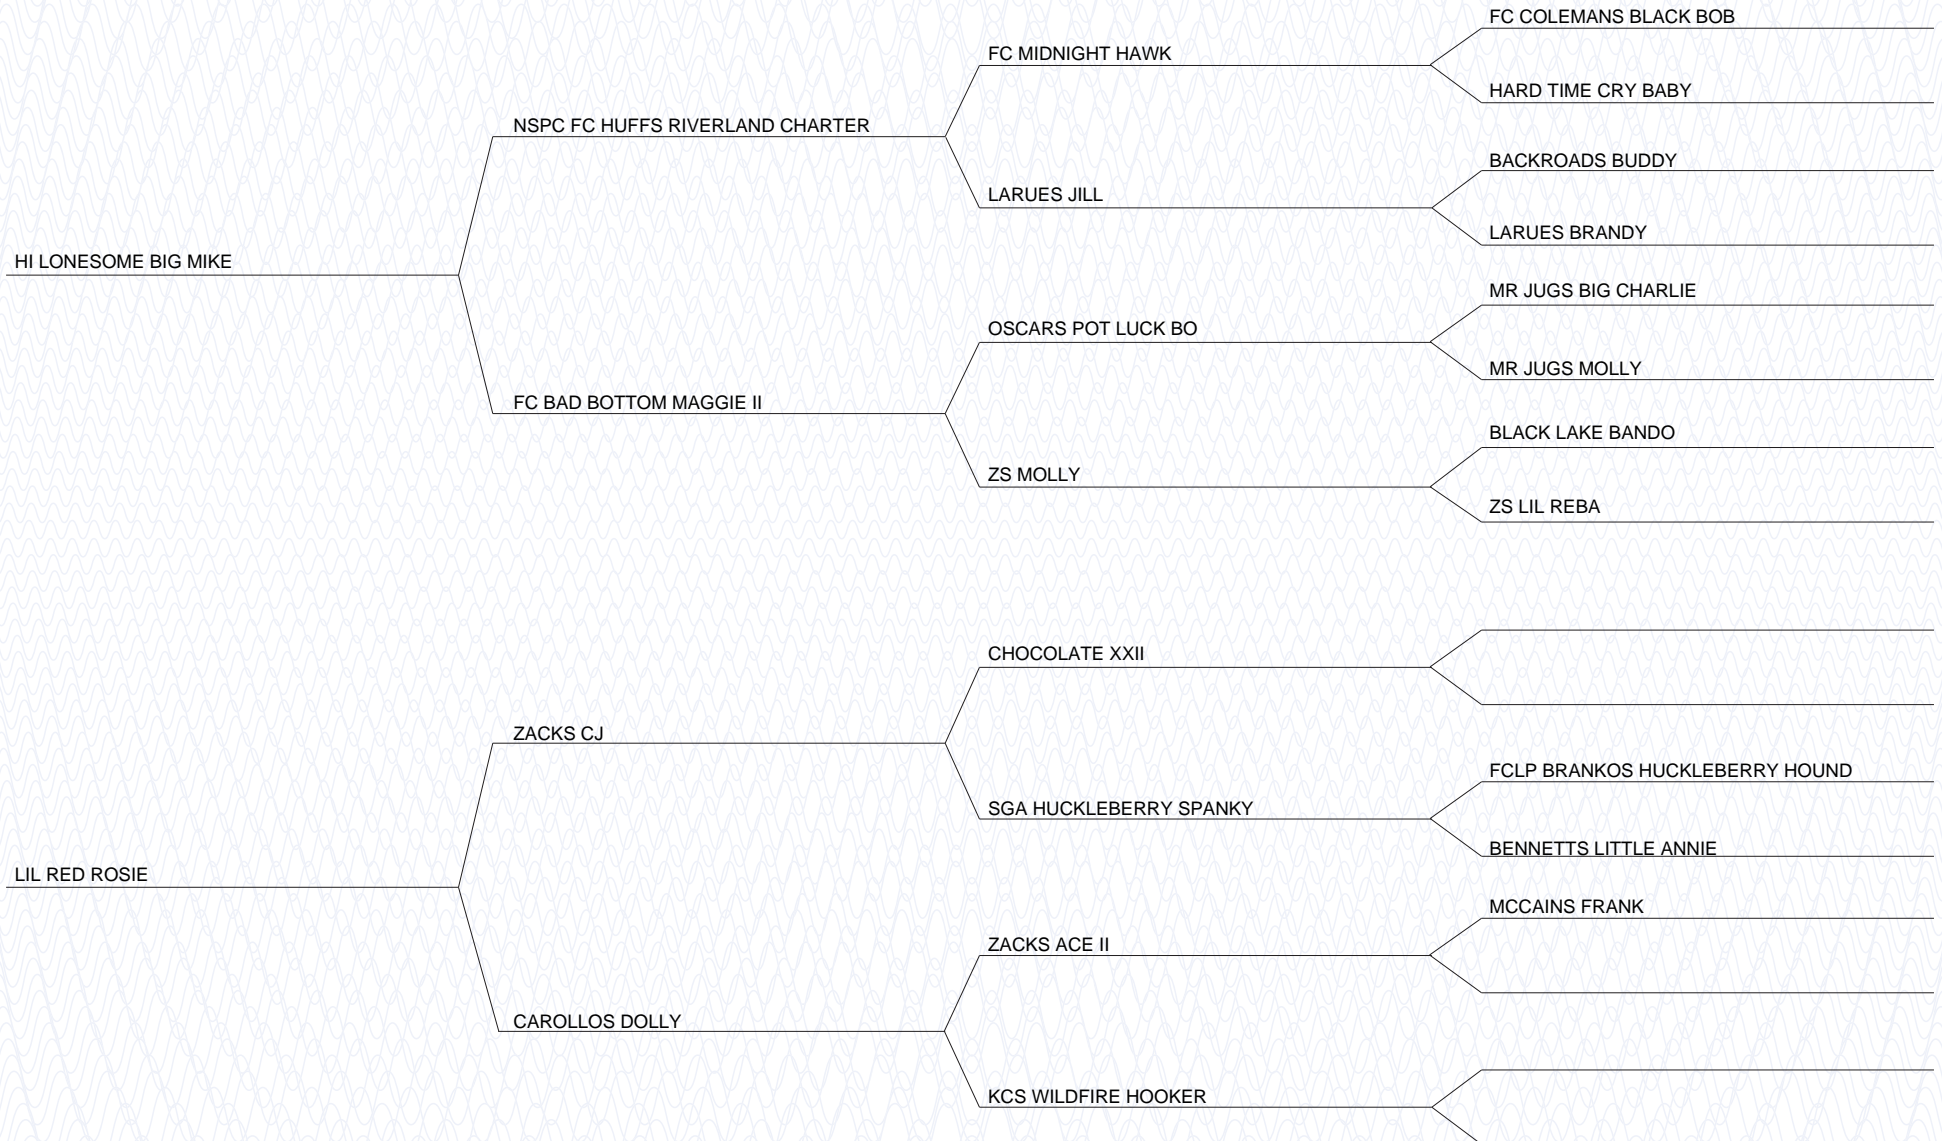 FC COLEMANS BLACK BOB
FC MIDNIGHT HAWK
HARD TIME CRY BABY
NSPC FC HUFFS RIVERLAND CHARTER
BACKROADS BUDDY
LARUES JILL
LARUES BRANDY
HI LONESOME BIG MIKE
MR JUGS BIG CHARLIE
OSCARS POT LUCK BO
MR JUGS MOLLY
FC BAD BOTTOM MAGGIE II
BLACK LAKE BANDO
ZS MOLLY
ZS LIL REBA
CHOCOLATE XXII
ZACKS CJ
FCLP BRANKOS HUCKLEBERRY HOUND
SGA HUCKLEBERRY SPANKY
BENNETTS LITTLE ANNIE
LIL RED ROSIE
MCCAINS FRANK
ZACKS ACE II
CAROLLOS DOLLY
KCS WILDFIRE HOOKER